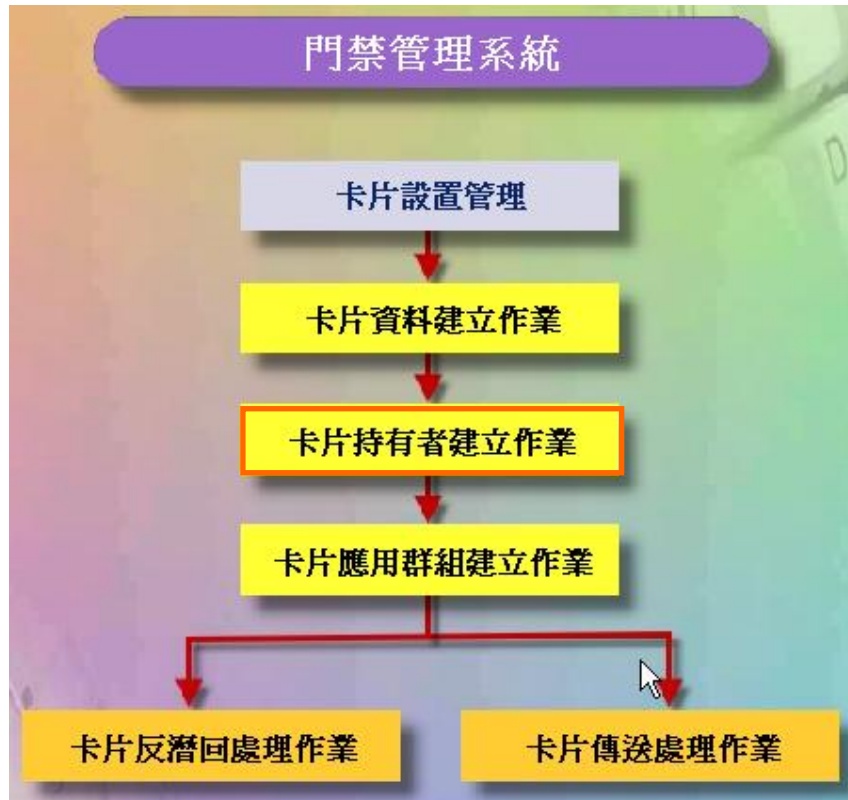 門禁管理系統
卡片設置管理
卡片資料建立作業
卡片持有者建立作業
卡片應用群組建立作業
卡片反潛回處理作業
卡片傳送處理作業